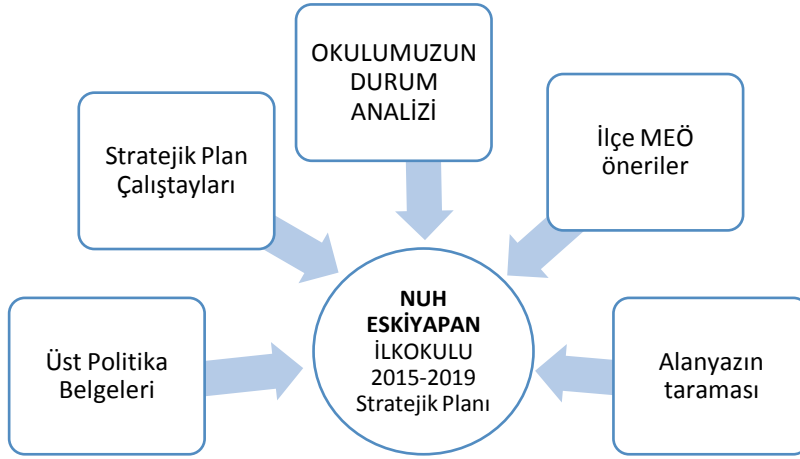 OKULUMUZUN
DURUM
ANALİZİ
Stratejik Plan
Çalıştayları
İlçe MEÖ
öneriler
Üst Politika
Belgeleri
NUH
ESKİYAPAN
İLKOKULU
2015-2019
Stratejik Planı
Alanyazın
taraması